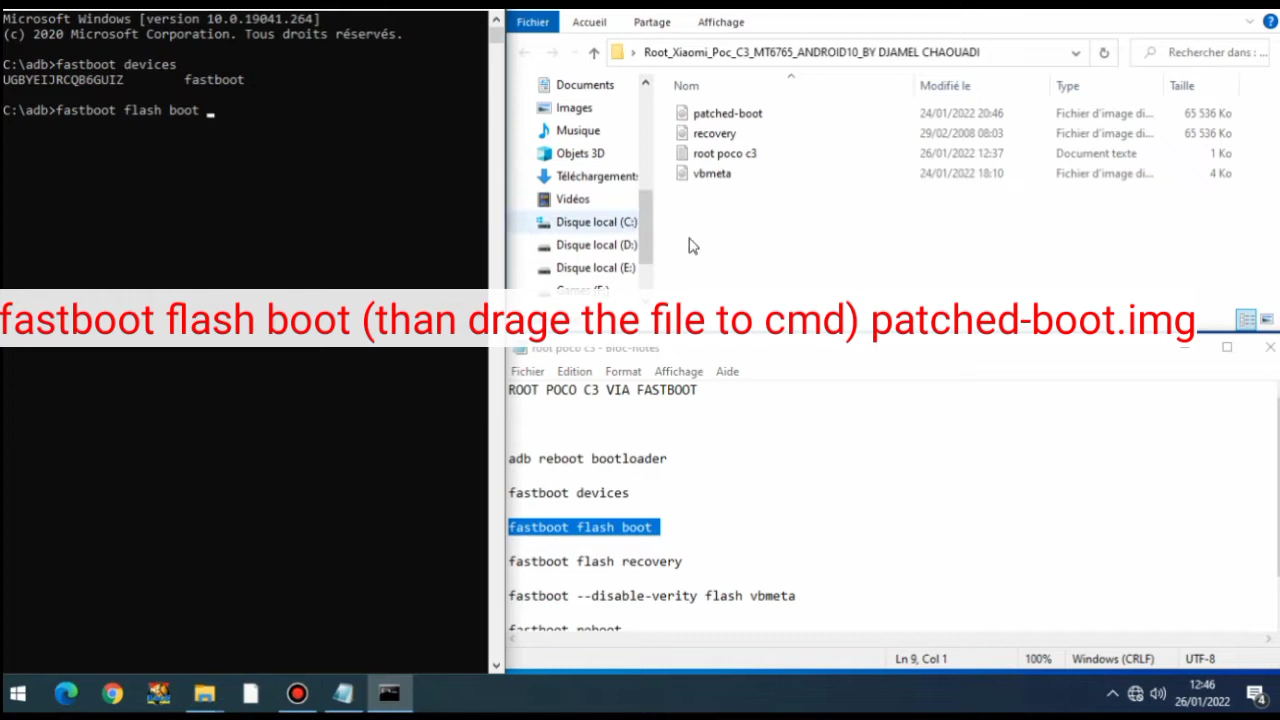 Microsoft Windows [version 10.0.19041.264]
(c) 2020 Microsoft Corporation. Tous droits réservés.
C:\adb>fastboot devices
UGBYEIJRCQB6GUIZ fastboot
C:\adb>fastboot flash boot
Fichier Accueil Partage Affichage
Root_Xiaomi_Poc_C3_MT6765_ANDROID10_BY DJAMEL CHAOUADI
Rechercher dans : ...
Documents
Images
Musique
Objets 3D
Téléchargements
Vidéos
Disque local (C:)
Disque local (D:)
Disque local (E:)
Nom Modifié le Type Taille
patched-boot 24/01/2022 20:46 Fichier d'image di... 65 536 Ko
recovery 29/02/2008 08:03 Fichier d'image di... 65 536 Ko
root poco c3 26/01/2022 12:37 Document texte 1 Ko
vbmeta 24/01/2022 18:10 Fichier d'image di... 4 Ko
fastboot flash boot (than drage the file to cmd) patched-boot.img
root poco c3 - Bloc-notes
Fichier Edition Format Affichage Aide
ROOT POCO C3 VIA FASTBOOT
adb reboot bootloader
fastboot devices
fastboot flash boot
fastboot flash recovery
fastboot --disable-verity flash vbmeta
fastboot reboot
Ln 9, Col 1 100% Windows (CRLF) UTF-8
12:46
26/01/2022
4